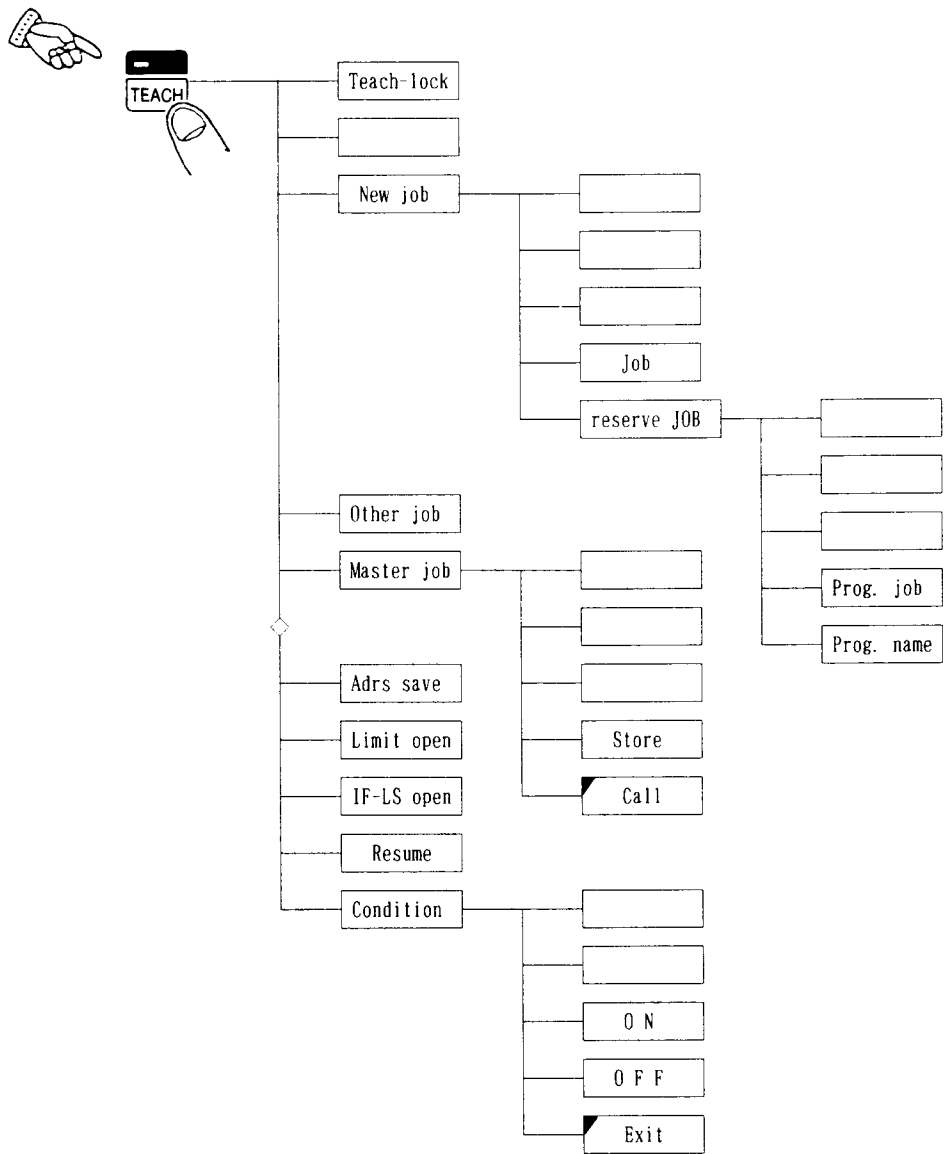 TEACH
Teach-lock
New job
Job
reserve JOB
Other job
Master job
Prog. job
Prog. name
Adrs save
Limit open
Store
IF-LS open
Call
Resume
Condition
O N
O F F
Exit